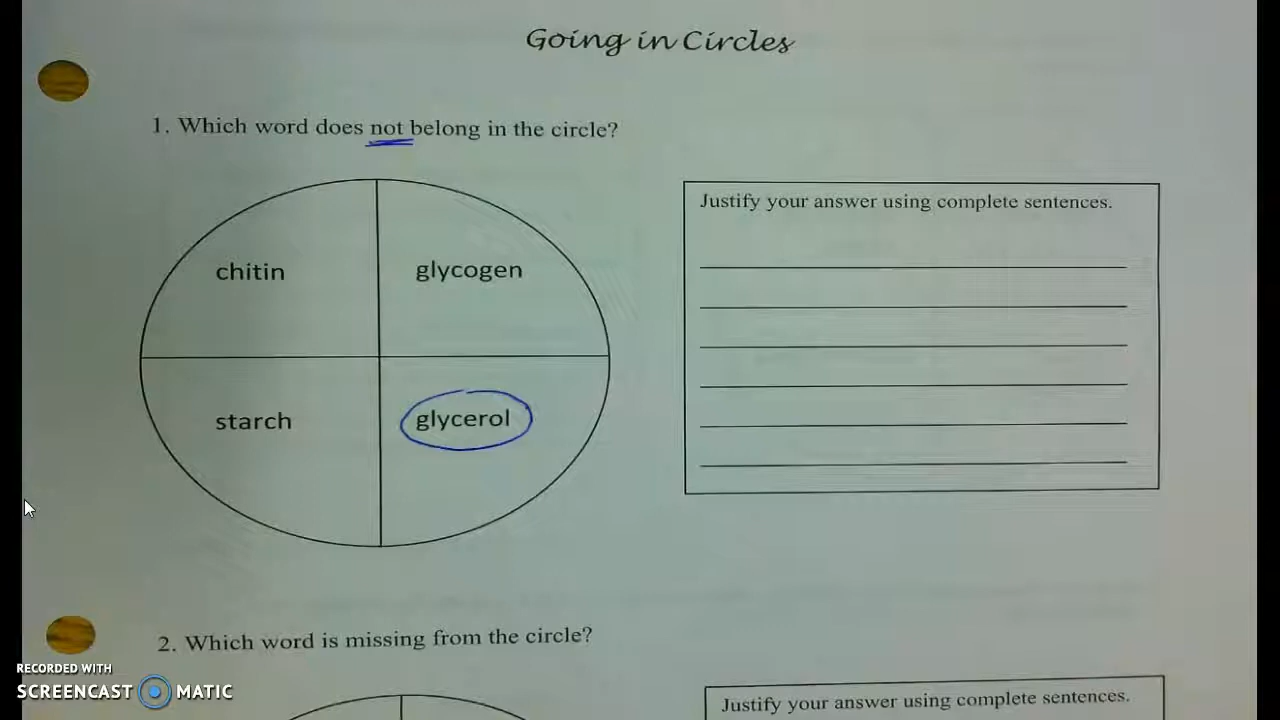 Going in Circles
1. Which word does not belong in the circle?
Justify your answer using complete sentences.
chitin
glycogen
starch
glycerol
2. Which word is missing from the circle?
RECORDED WITH
SCREENCAST MATIC
Justify your answer using complete sentences.